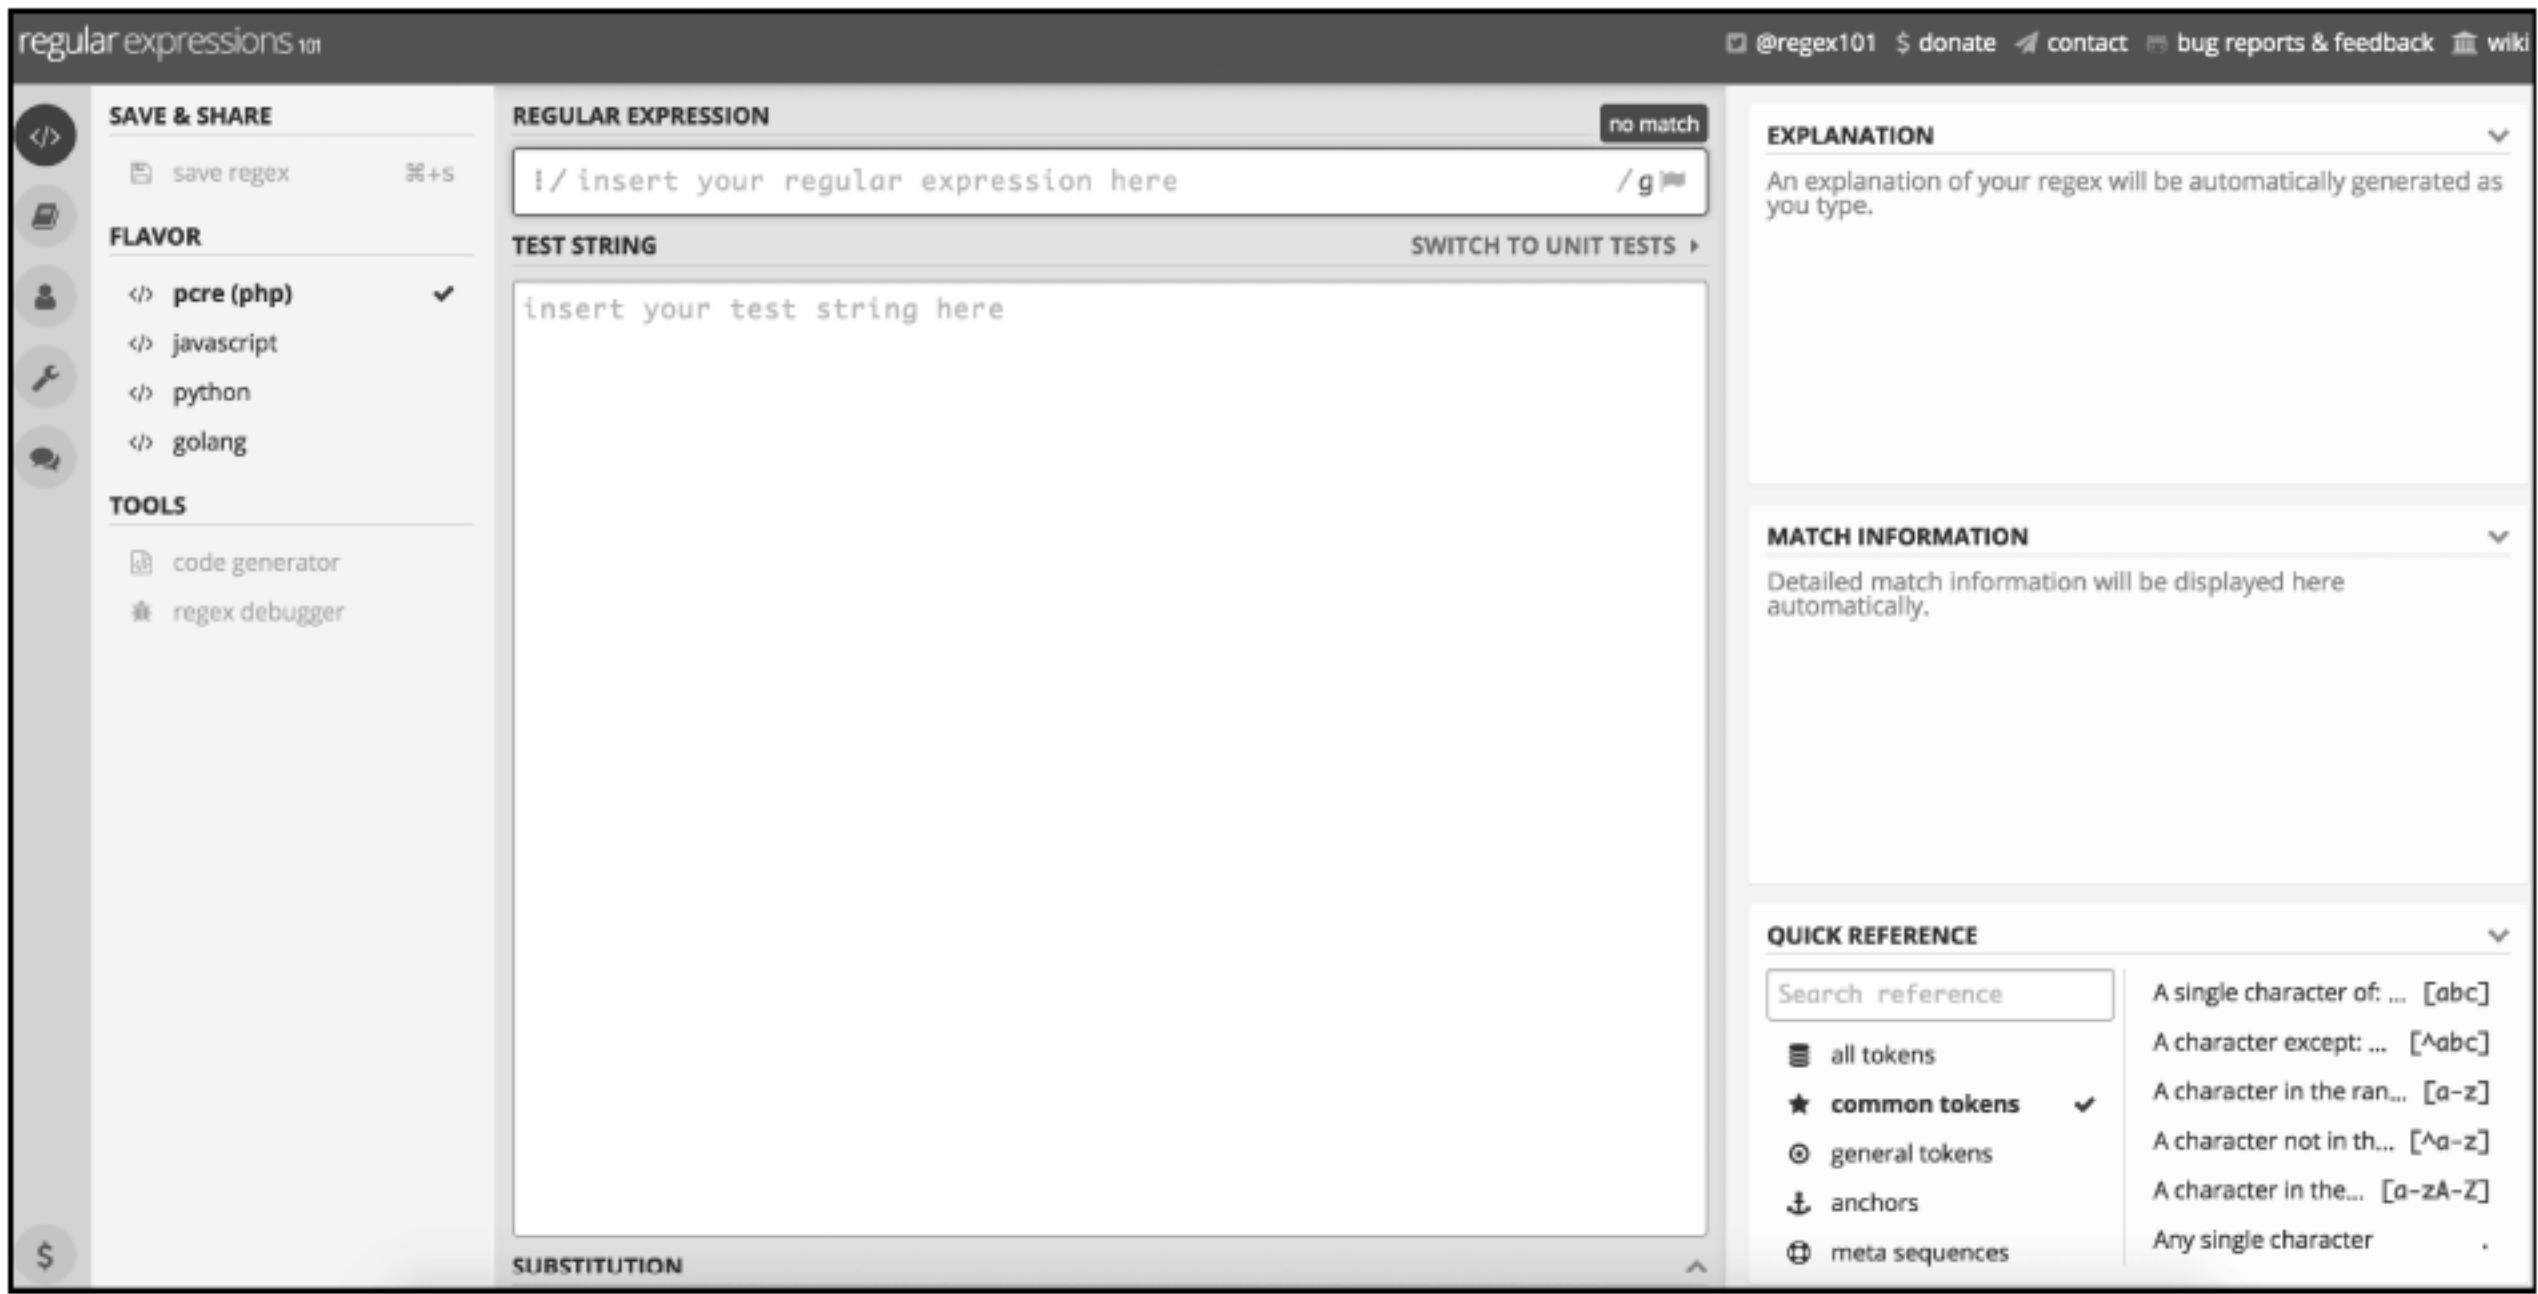 regular expressions 101
@regex101 $ donate contact bug reports & feedback wiki
SAVE & SHARE
save regex ⌘+s
FLAVOR
</> pcre (php)
</> javascript
</> python
</> golang
TOOLS
code generator
regex debugger
$
REGULAR EXPRESSION
no match
⁝/ insert your regular expression here /g
TEST STRING SWITCH TO UNIT TESTS
insert your test string here
SUBSTITUTION
EXPLANATION
An explanation of your regex will be automatically generated as
you type.
MATCH INFORMATION
Detailed match information will be displayed here
automatically.
QUICK REFERENCE
Search reference
all tokens
common tokens
general tokens
anchors
meta sequences
A single character of: ... [abc]
A character except: ... [^abc]
A character in the ran... [a-z]
A character not in th... [^a-z]
A character in the... [a-zA-Z]
Any single character .